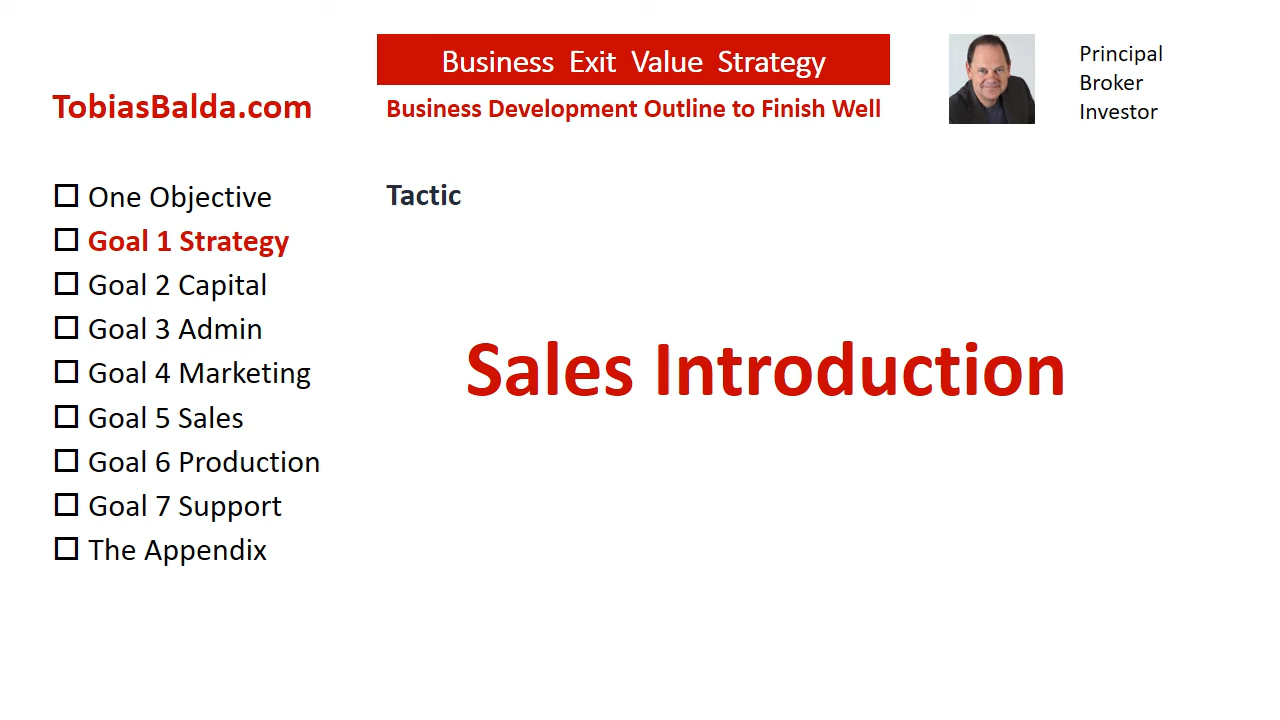 Business Exit Value Strategy
TobiasBalda.com
Business Development Outline to Finish Well
Principal
Broker
Investor
One Objective
Goal 1 Strategy
Goal 2 Capital
Goal 3 Admin
Goal 4 Marketing
Goal 5 Sales
Goal 6 Production
Goal 7 Support
The Appendix
Tactic
Sales Introduction